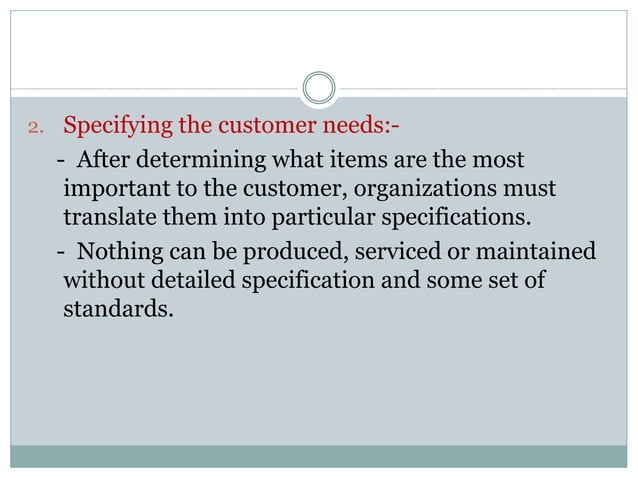 2. Specifying the customer needs:-
- After determining what items are the most
important to the customer, organizations must
translate them into particular specifications.
- Nothing can be produced, serviced or maintained
without detailed specification and some set of
standards.